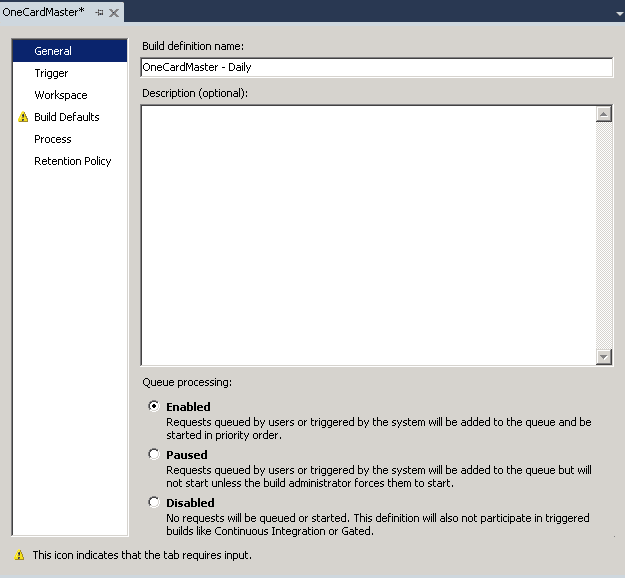 OneCardMaster*
General
Trigger
Workspace
Build Defaults
Process
Retention Policy
Build definition name:
OneCardMaster - Daily
Description (optional):
Queue processing:
Enabled
Requests queued by users or triggered by the system will be added to the queue and be
started in priority order.
Paused
Requests queued by users or triggered by the system will be added to the queue but will
not start unless the build administrator forces them to start.
Disabled
No requests will be queued or started. This definition will also not participate in triggered
builds like Continuous Integration or Gated.
This icon indicates that the tab requires input.